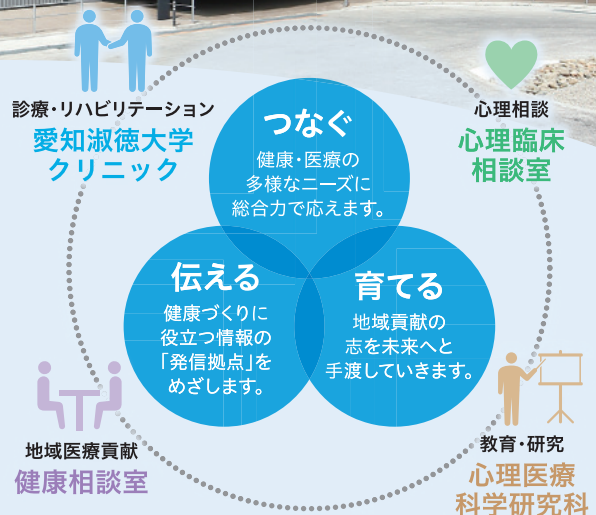 診療・リハビリテーション
愛知淑徳大学
クリニック
心理相談
心理臨床
相談室
つなぐ
健康・医療の
多様なニーズに
総合力で応えます。
伝える
健康づくりに
役立つ情報の
「発信拠点」を
めざします。
育てる
地域貢献の
志を未来へと
手渡していきます。
地域医療貢献
健康相談室
教育・研究
心理医療
科学研究科